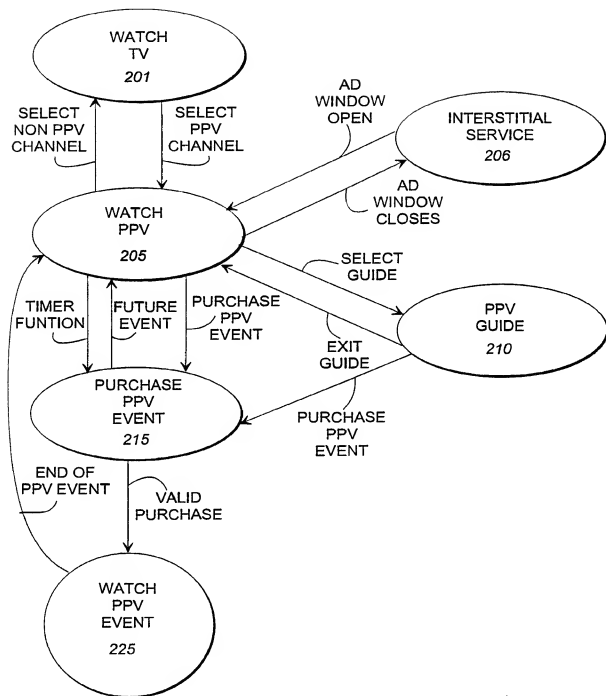 WATCH
TV
201
SELECT
NON PPV
CHANNEL
SELECT
PPV
CHANNEL
AD
WINDOW
OPEN
INTERSTITIAL
SERVICE
206
AD
WINDOW
CLOSES
WATCH
PPV
205
SELECT
GUIDE
TIMER
FUNTION
FUTURE
EVENT
PURCHASE
PPV
EVENT
EXIT
GUIDE
PPV
GUIDE
210
PURCHASE
PPV
EVENT
215
PURCHASE
PPV
EVENT
END OF
PPV EVENT
VALID
PURCHASE
WATCH
PPV
EVENT
225